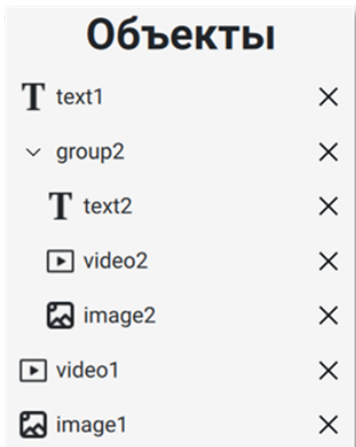 Объекты
text1
group2
text2
video2
image2
video1
image1